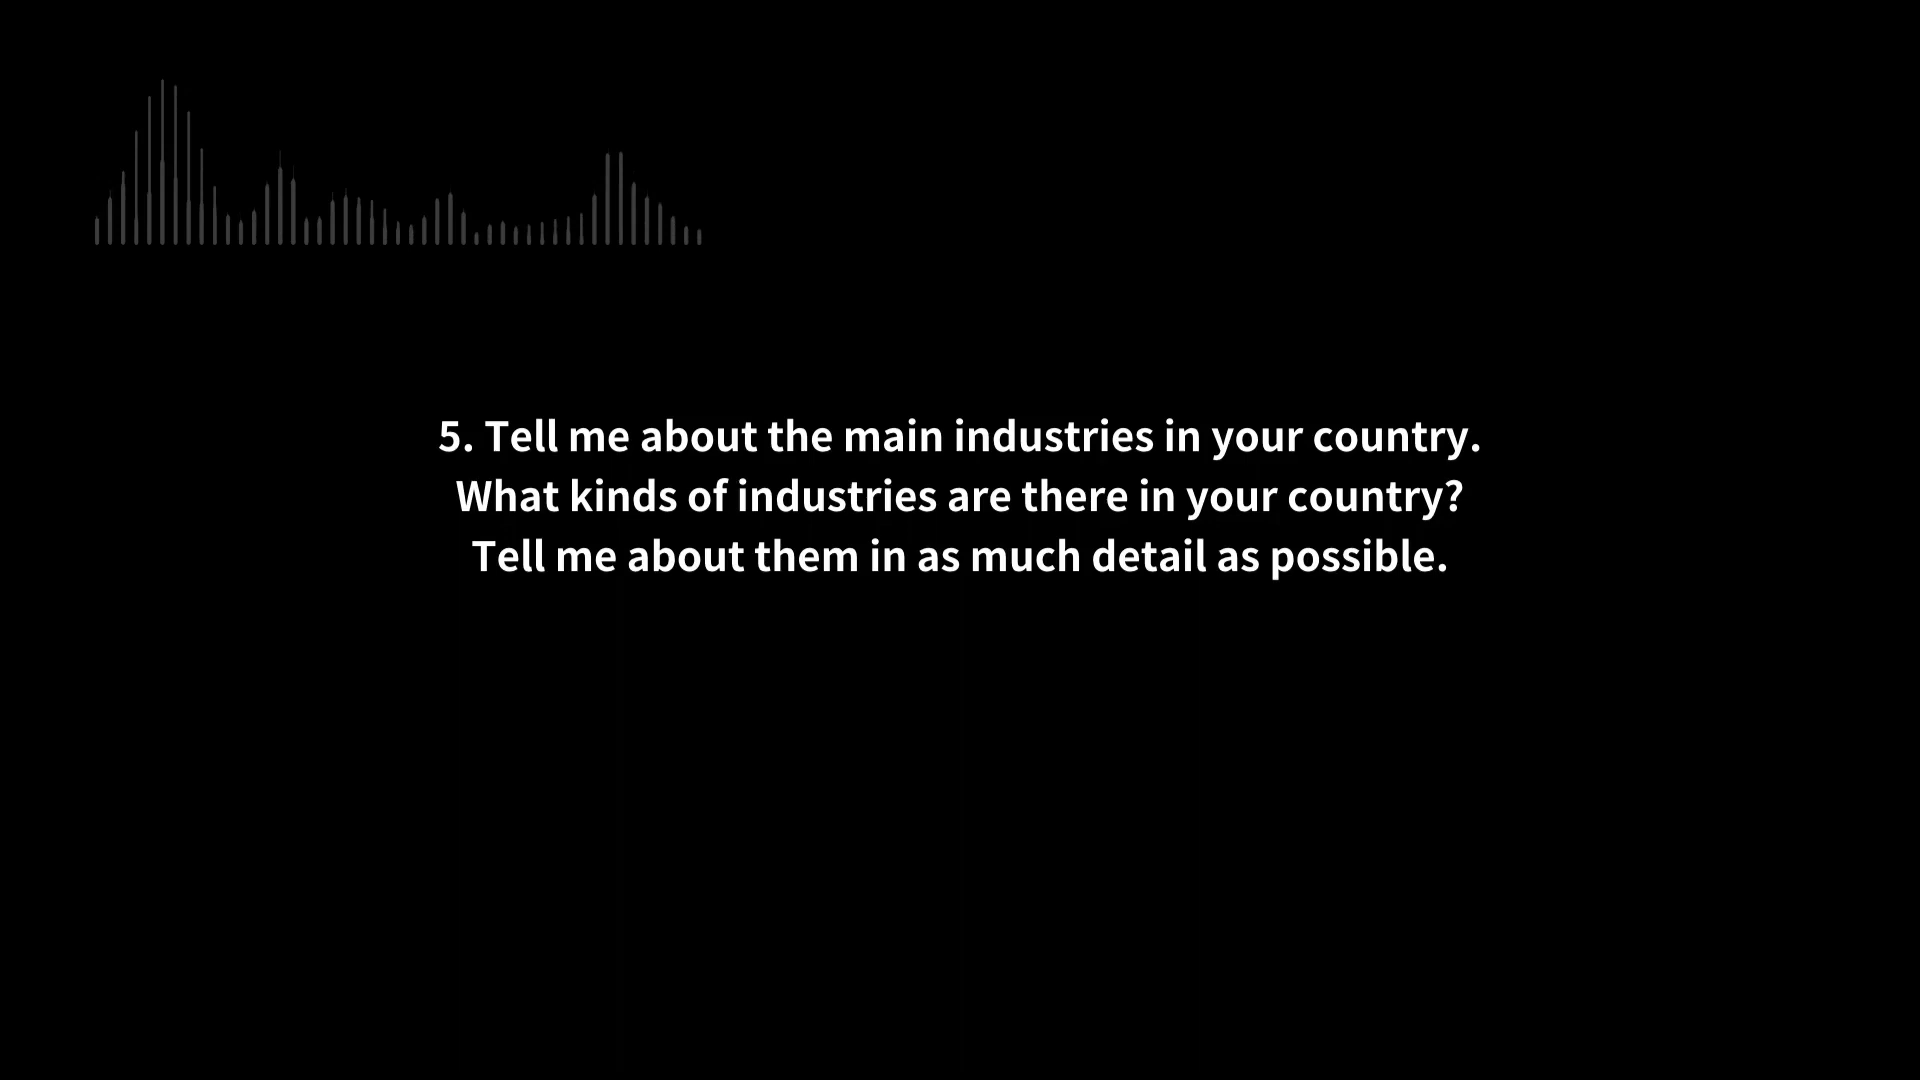 5. Tell me about the main industries in your country.
What kinds of industries are there in your country?
Tell me about them in as much detail as possible.